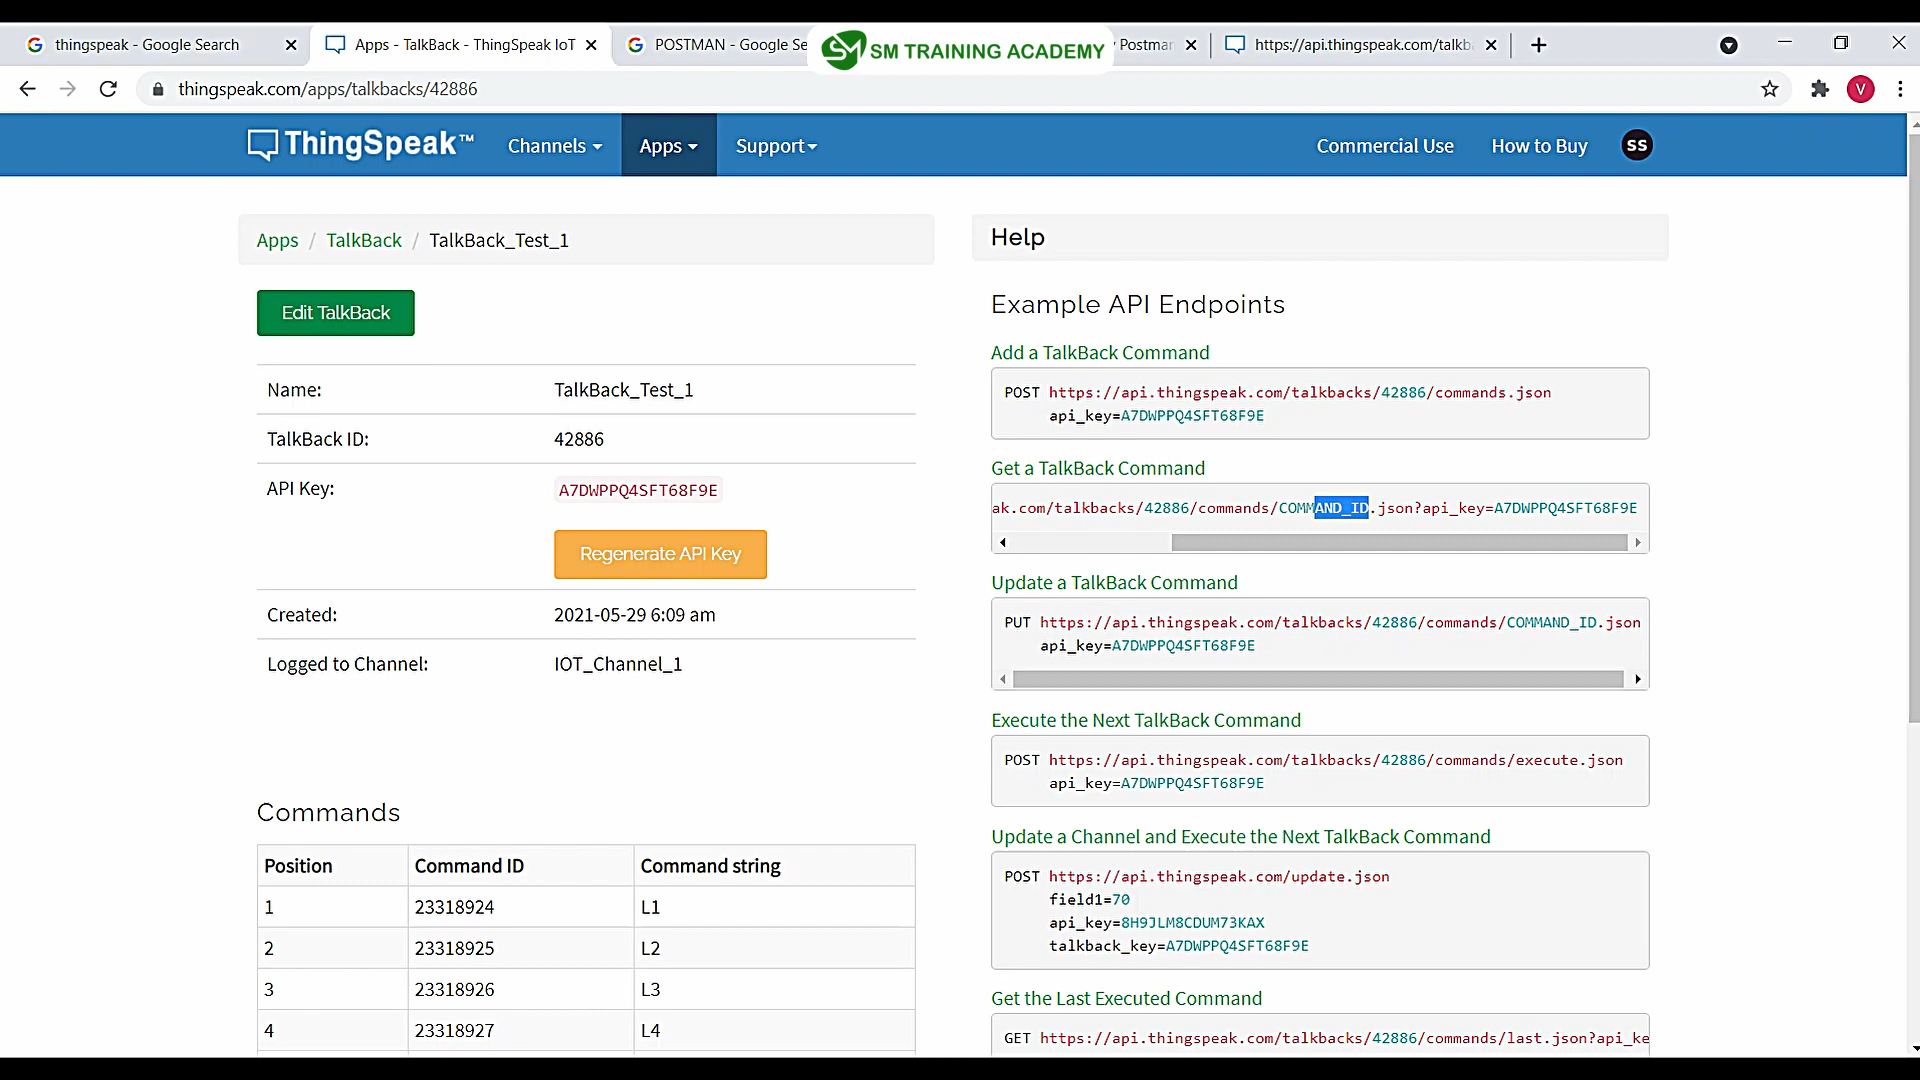 thingspeak - Google Search
Apps - TalkBack - ThingSpeak IoT
POSTMAN - Google Se
SM TRAINING ACADEMY
Postman
https://api.thingspeak.com/talkb
thingspeak.com/apps/talkbacks/42886
V
ThingSpeak™
Channels
Apps
Support
Commercial Use
How to Buy
SS
Apps / TalkBack / TalkBack_Test_1
Edit TalkBack
Name: TalkBack_Test_1
TalkBack ID: 42886
API Key: A7DWPPQ4SFT68F9E
Regenerate API Key
Created: 2021-05-29 6:09 am
Logged to Channel: IOT_Channel_1
Commands
Position Command ID Command string
1 23318924 L1
2 23318925 L2
3 23318926 L3
4 23318927 L4
Help
Example API Endpoints
Add a TalkBack Command
POST https://api.thingspeak.com/talkbacks/42886/commands.json
api_key=A7DWPPQ4SFT68F9E
Get a TalkBack Command
ak.com/talkbacks/42886/commands/COMMAND_ID.json?api_key=A7DWPPQ4SFT68F9E
Update a TalkBack Command
PUT https://api.thingspeak.com/talkbacks/42886/commands/COMMAND_ID.json
api_key=A7DWPPQ4SFT68F9E
Execute the Next TalkBack Command
POST https://api.thingspeak.com/talkbacks/42886/commands/execute.json
api_key=A7DWPPQ4SFT68F9E
Update a Channel and Execute the Next TalkBack Command
POST https://api.thingspeak.com/update.json
field1=70
api_key=8H9JLM8CDUM73KAX
talkback_key=A7DWPPQ4SFT68F9E
Get the Last Executed Command
GET https://api.thingspeak.com/talkbacks/42886/commands/last.json?api_ke